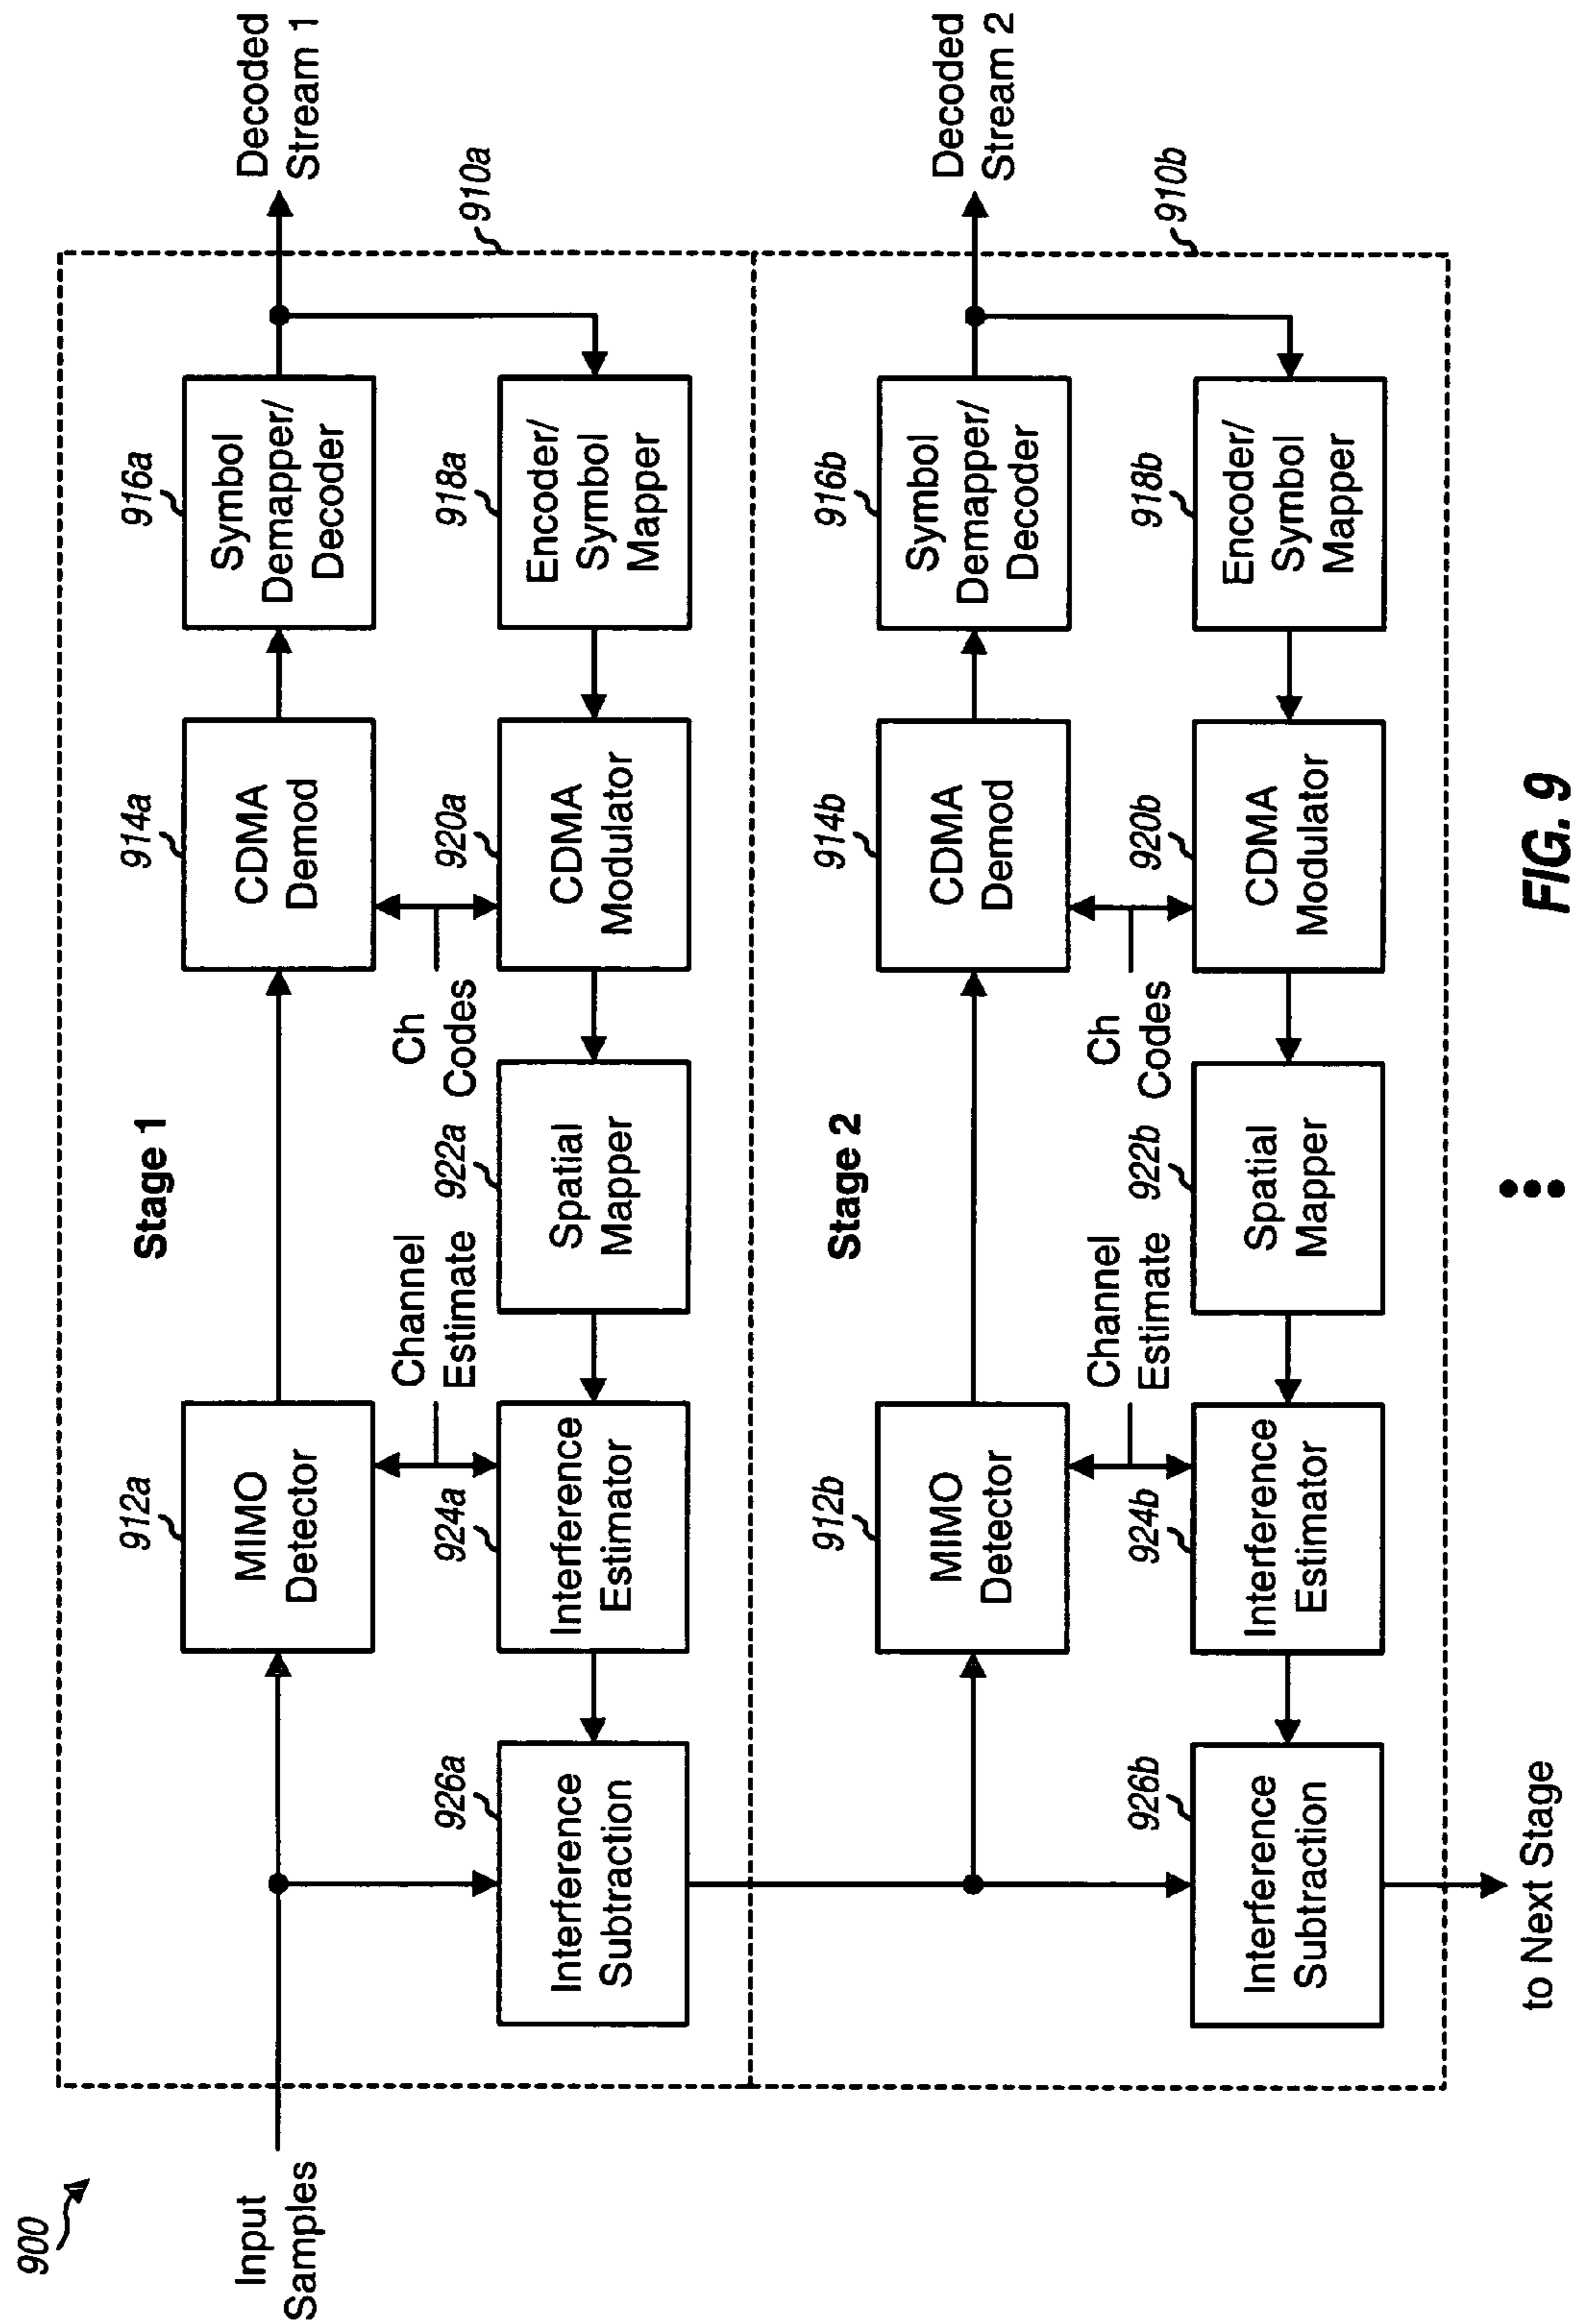 900
Input
Samples
Stage 1
912a
MIMO
Detector
914a
CDMA
Demod
916a
Symbol
Demapper/
Decoder
Decoded
Stream 1
Channel
Estimate
Ch
Codes
926a
Interference
Subtraction
924a
Interference
Estimator
922a
Spatial
Mapper
920a
CDMA
Modulator
918a
Encoder/
Symbol
Mapper
910a
Stage 2
912b
MIMO
Detector
914b
CDMA
Demod
916b
Symbol
Demapper/
Decoder
Decoded
Stream 2
Channel
Estimate
Ch
Codes
926b
Interference
Subtraction
924b
Interference
Estimator
922b
Spatial
Mapper
920b
CDMA
Modulator
918b
Encoder/
Symbol
Mapper
910b
to Next Stage
FIG. 9